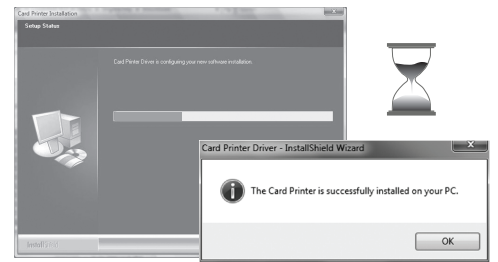 Card Printer Installation
Setup Status
Card Printer Driver is configuring your new software installation.
InstallShield
Card Printer Driver - InstallShield Wizard
The Card Printer is successfully installed on your PC.
OK